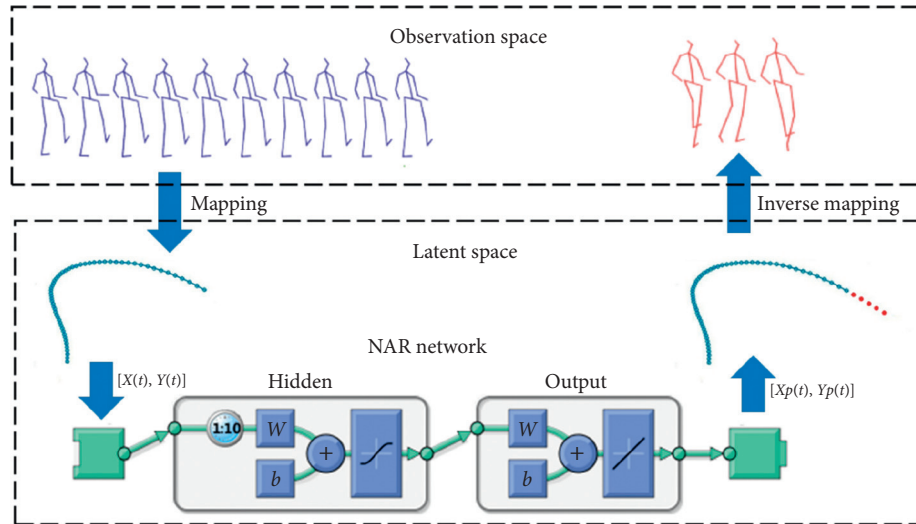 Observation space
Mapping
Inverse mapping
Latent space
NAR network
[X(t), Y(t)]
[Xp(t), Yp(t)]
Hidden
Output
1:10
W
b
+
W
b
+